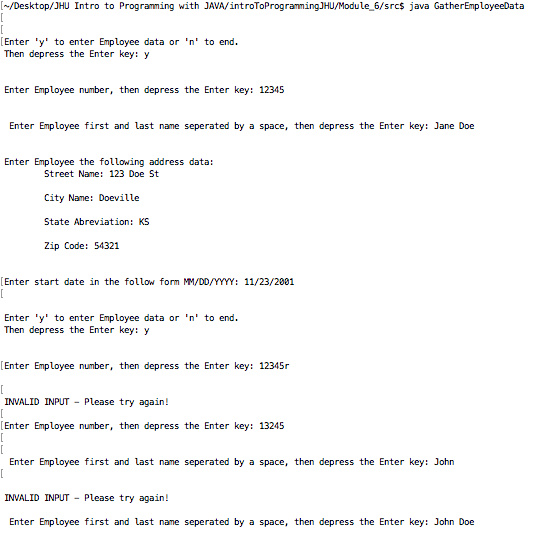 [~/Desktop/JHU Intro to Programming with JAVA/introToProgrammingJHU/Module_6/src$ java GatherEmployeeData
[
[
[Enter 'y' to enter Employee data or 'n' to end.
Then depress the Enter key: y
Enter Employee number, then depress the Enter key: 12345
Enter Employee first and last name seperated by a space, then depress the Enter key: Jane Doe
Enter Employee the following address data:
Street Name: 123 Doe St
City Name: Doeville
State Abreviation: KS
Zip Code: 54321
[Enter start date in the follow form MM/DD/YYYY: 11/23/2001
[
Enter 'y' to enter Employee data or 'n' to end.
Then depress the Enter key: y
[Enter Employee number, then depress the Enter key: 12345r
[
INVALID INPUT – Please try again!
[
[Enter Employee number, then depress the Enter key: 13245
[
[
Enter Employee first and last name seperated by a space, then depress the Enter key: John
[
INVALID INPUT – Please try again!
Enter Employee first and last name seperated by a space, then depress the Enter key: John Doe